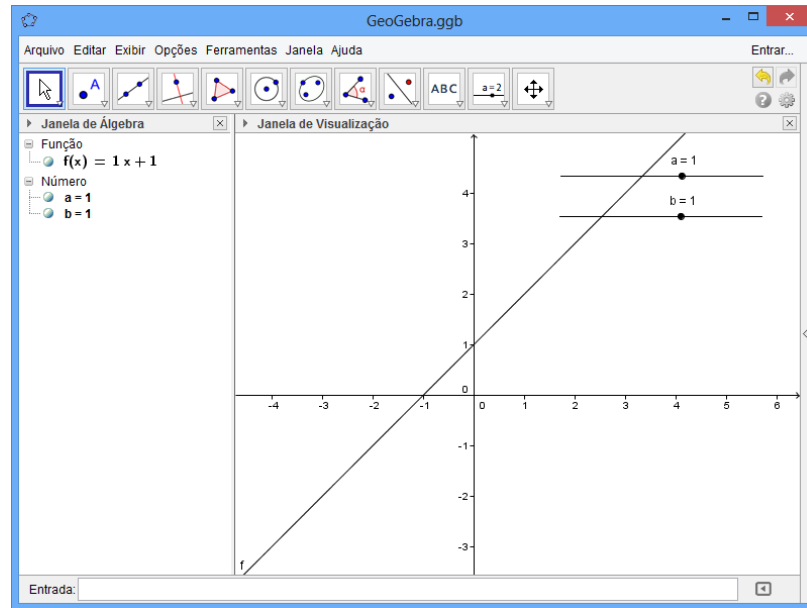 GeoGebra.ggb
Arquivo Editar Exibir Opções Ferramentas Janela Ajuda Entrar...
A α ABC a=2
Janela de Álgebra
Janela de Visualização
Função
f(x) = 1 x + 1
Número
a = 1
b = 1
a = 1
b = 1
4
3
2
1
0
-4 -3 -2 -1 0 1 2 3 4 5 6
-1
-2
-3
f
Entrada: